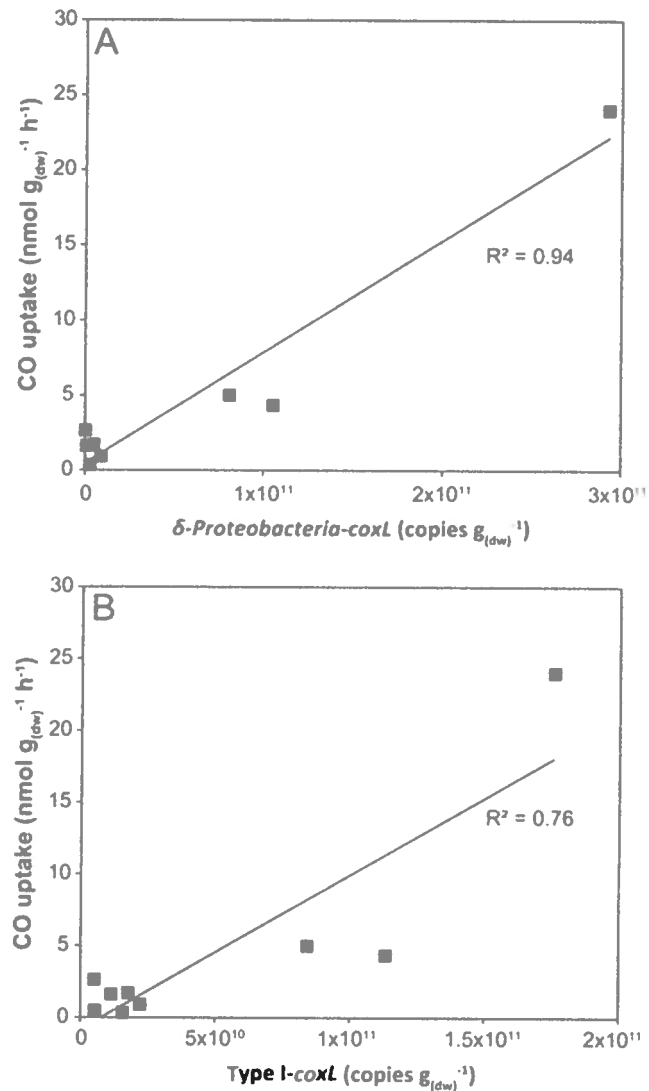 A
30
25
20
15
10
5
0
CO uptake (nmol g(dw)⁻¹ h⁻¹)
R² = 0.94
0 1x10¹¹ 2x10¹¹ 3x10¹¹
δ-Proteobacteria-coxL (copies g(dw)⁻¹)
B
30
25
20
15
10
5
0
CO uptake (nmol g(dw)⁻¹ h⁻¹)
R² = 0.76
0 5x10¹⁰ 1x10¹¹ 1.5x10¹¹ 2x10¹¹
Type I-coxL (copies g(dw)⁻¹)